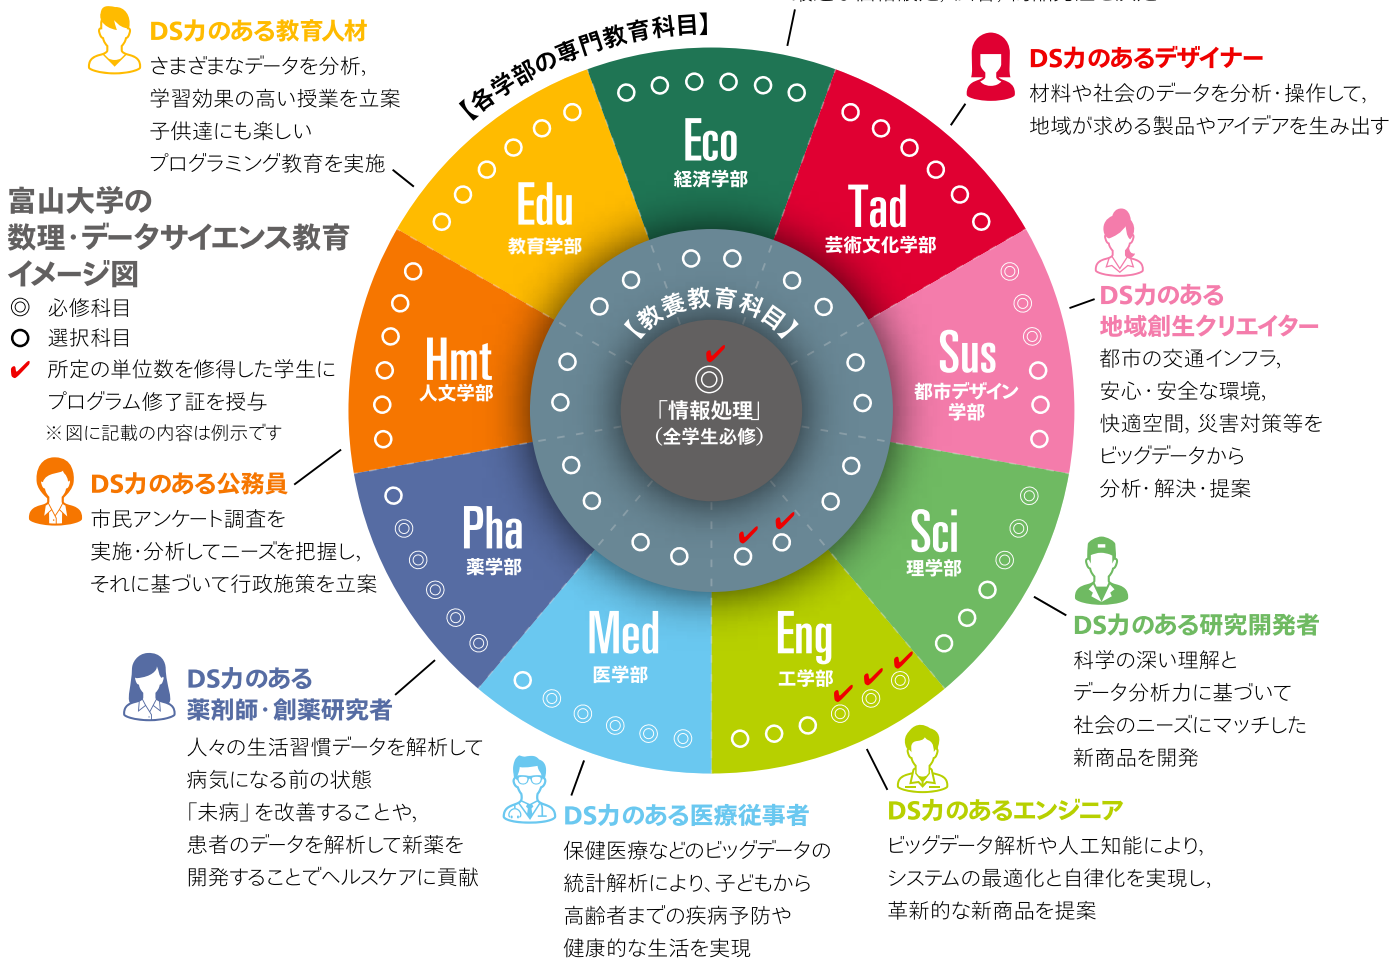 DS力のある教育人材
さまざまなデータを分析,
学習効果の高い授業を立案
子供達にも楽しい
プログラミング教育を実施
【各学部の専門教育科目】
DS力のあるデザイナー
材料や社会のデータを分析・操作して,
地域が求める製品やアイデアを生み出す
富山大学の
数理・データサイエンス教育
イメージ図
◎ 必修科目
○ 選択科目
✔ 所定の単位数を修得した学生に
プログラム修了証を授与
※図に記載の内容は例示です
Eco
経済学部
Tad
芸術文化学部
Edu
教育学部
Sus
都市デザイン
学部
Hmt
人文学部
【教養教育科目】
「情報処理」
(全学生必修)
Sci
理学部
Pha
薬学部
Eng
工学部
Med
医学部
DS力のある
地域創生クリエイター
都市の交通インフラ,
安心・安全な環境,
快適空間, 災害対策等を
ビッグデータから
分析・解決・提案
DS力のある公務員
市民アンケート調査を
実施・分析してニーズを把握し,
それに基づいて行政施策を立案
DS力のある研究開発者
科学の深い理解と
データ分析力に基づいて
社会のニーズにマッチした
新商品を開発
DS力のある
薬剤師・創薬研究者
人々の生活習慣データを解析して
病気になる前の状態
「未病」を改善することや,
患者のデータを解析して新薬を
開発することでヘルスケアに貢献
DS力のある医療従事者
保健医療などのビッグデータの
統計解析により、子どもから
高齢者までの疾病予防や
健康的な生活を実現
DS力のあるエンジニア
ビッグデータ解析や人工知能により,
システムの最適化と自律化を実現し,
革新的な新商品を提案